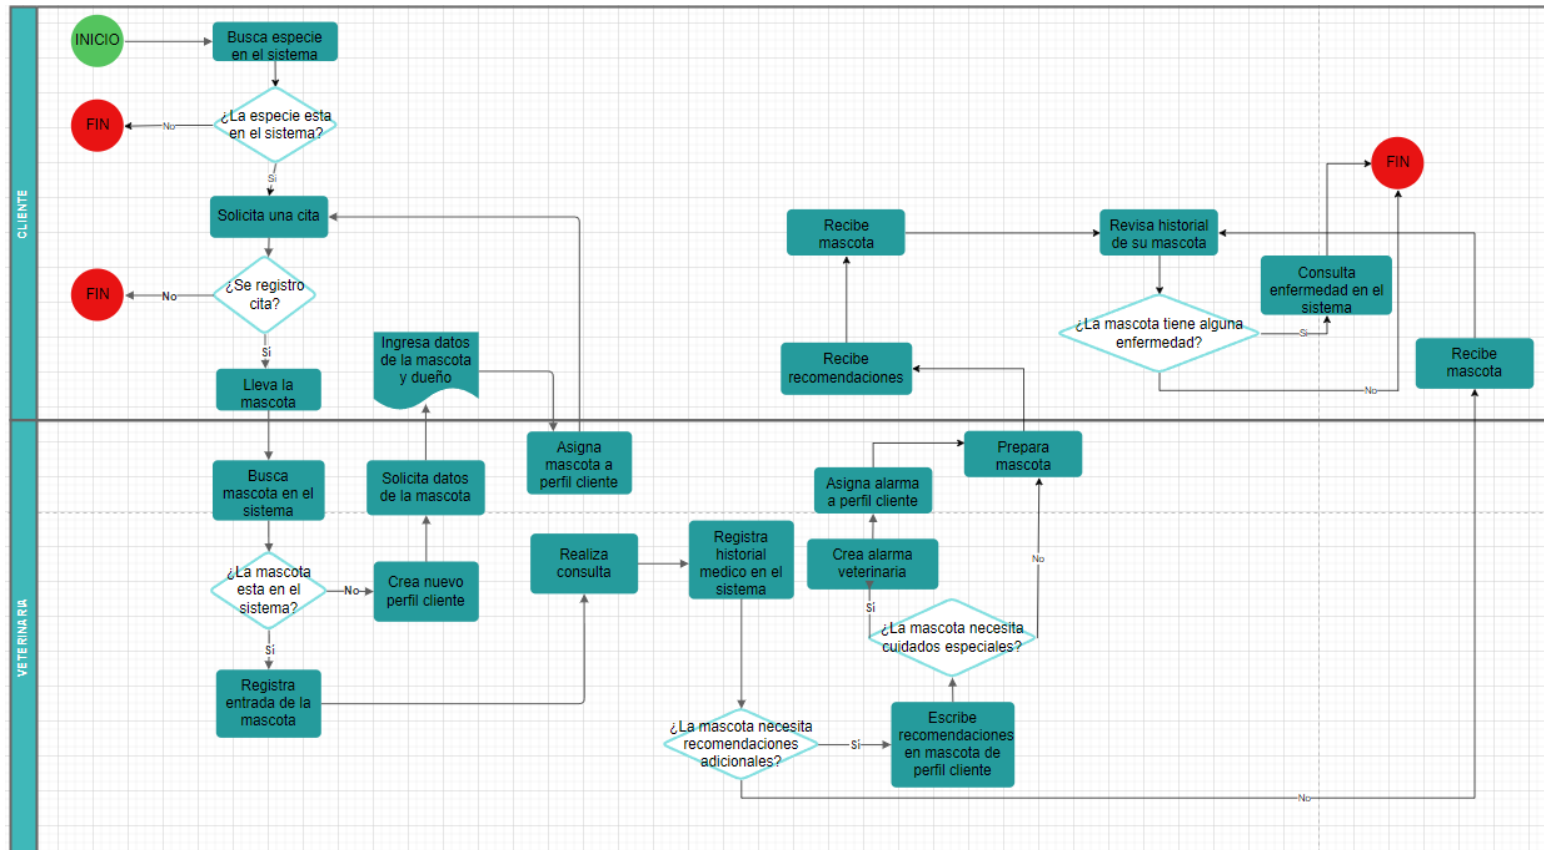 CLIENTE
INICIO
Busca especie
en el sistema
¿La especie esta
en el sistema?
No
FIN
Si
Solicita una cita
¿Se registro
cita?
No
FIN
Si
Lleva la
mascota
Ingresa datos
de la mascota
y dueño
Recibe
mascota
Recibe
recomendaciones
Revisa historial
de su mascota
¿La mascota tiene alguna
enfermedad?
Si
Consulta
enfermedad en el
sistema
FIN
No
Recibe
mascota
VETERINARIA
Busca
mascota en el
sistema
¿La mascota
esta en el
sistema?
No
Crea nuevo
perfil cliente
Solicita datos
de la mascota
Asigna
mascota a
perfil cliente
Si
Registra
entrada de la
mascota
Realiza
consulta
Registra
historial
medico en el
sistema
¿La mascota necesita
recomendaciones
adicionales?
Si
Escribe
recomendaciones
en mascota de
perfil cliente
¿La mascota necesita
cuidados especiales?
Si
Crea alarma
veterinaria
Asigna alarma
a perfil cliente
No
Prepara
mascota
No